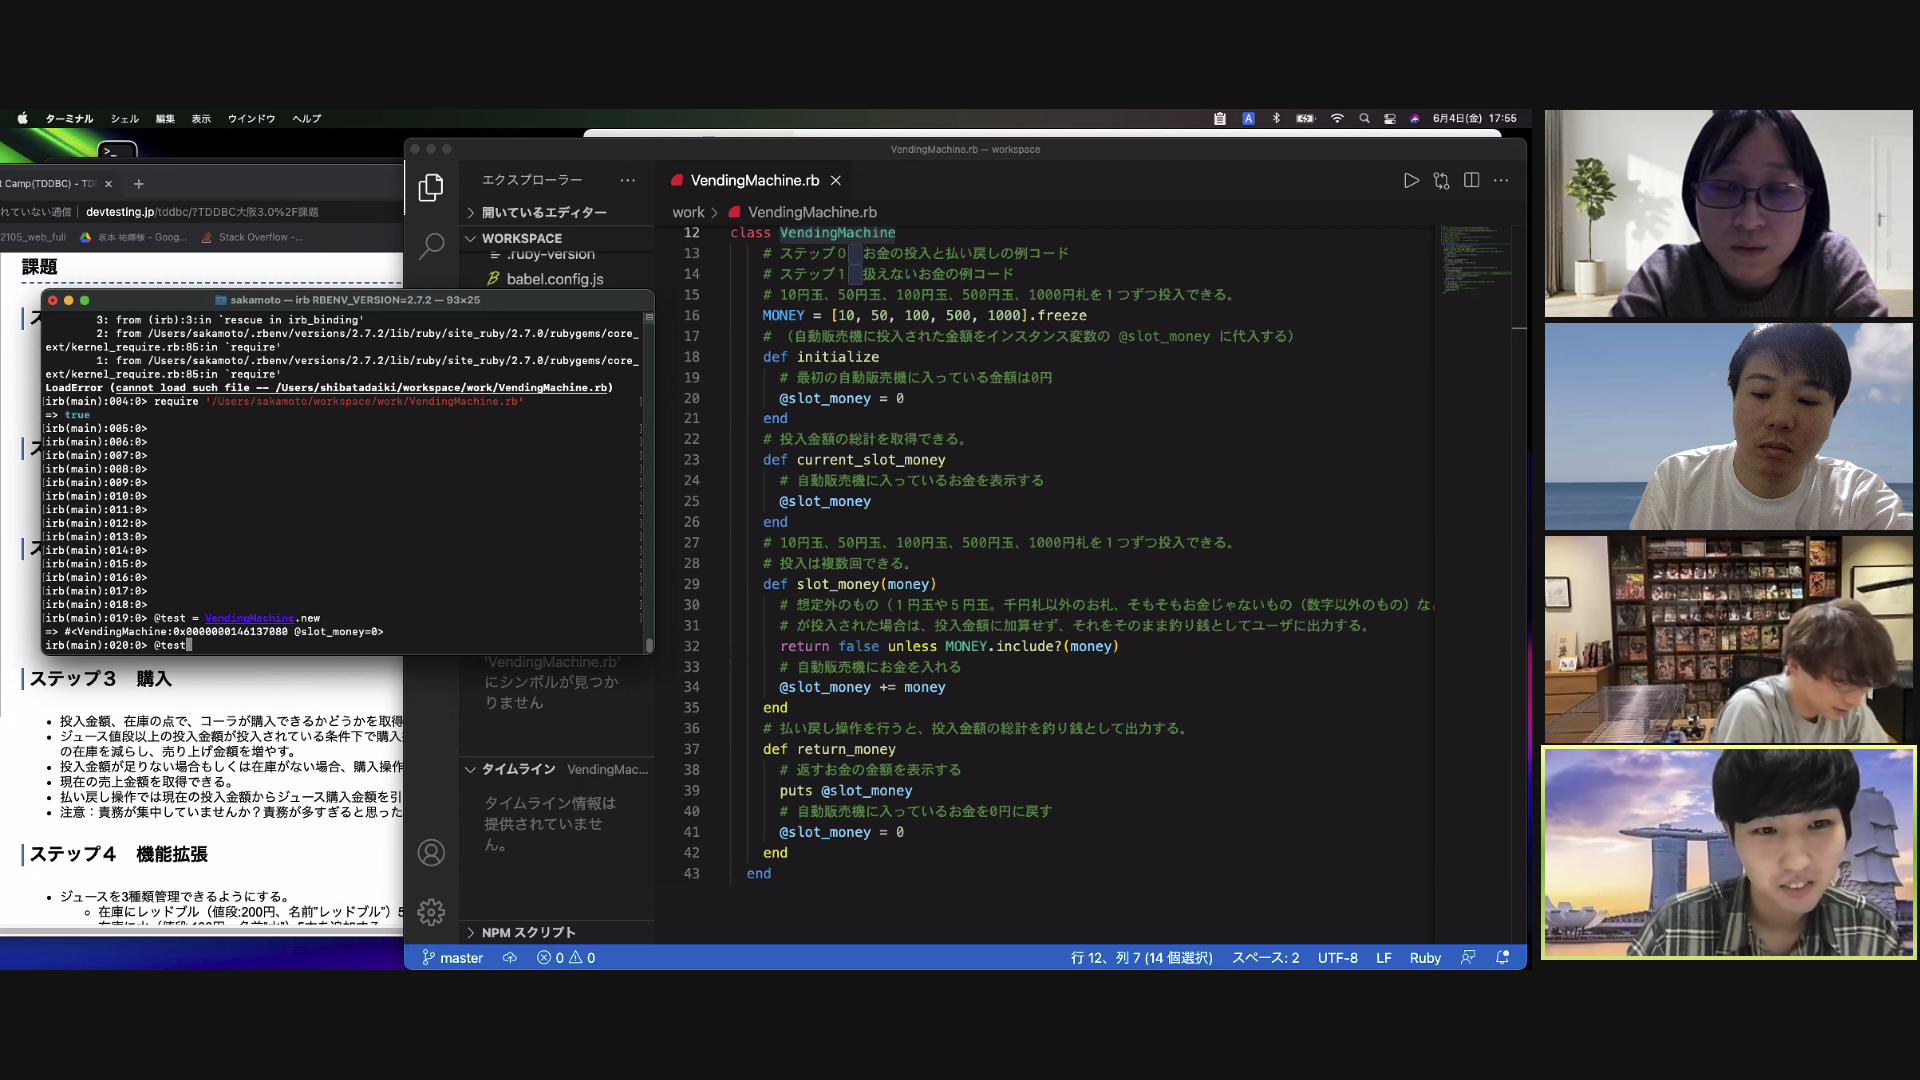 ターミナル シェル 編集 表示 ウインドウ ヘルプ
6月4日(金) 17:55
t Camp(TDDBC) - TD
れていない通信 | devtesting.jp/tddbc/?TDDBC大阪3.0%2F課題
2105_web_full 坂本 祐輝様 - Goog... Stack Overflow -...
課題
sakamoto — irb RBENV_VERSION=2.7.2 — 93×25
3: from (irb):3:in `rescue in irb_binding'
2: from /Users/sakamoto/.rbenv/versions/2.7.2/lib/ruby/site_ruby/2.7.0/rubygems/core_
ext/kernel_require.rb:85:in `require'
1: from /Users/sakamoto/.rbenv/versions/2.7.2/lib/ruby/site_ruby/2.7.0/rubygems/core_
ext/kernel_require.rb:85:in `require'
LoadError (cannot load such file -- /Users/shibatadaiki/workspace/work/VendingMachine.rb)
irb(main):004:0> require '/Users/sakamoto/workspace/work/VendingMachine.rb'
=> true
irb(main):005:0>
irb(main):006:0>
irb(main):007:0>
irb(main):008:0>
irb(main):009:0>
irb(main):010:0>
irb(main):011:0>
irb(main):012:0>
irb(main):013:0>
irb(main):014:0>
irb(main):015:0>
irb(main):016:0>
irb(main):017:0>
irb(main):018:0>
irb(main):019:0> @test = VendingMachine.new
=> #<VendingMachine:0x0000000146137080 @slot_money=0>
irb(main):020:0> @test
ステップ3 購入
投入金額、在庫の点で、コーラが購入できるかどうかを取得
ジュース値段以上の投入金額が投入されている条件下で購入
の在庫を減らし、売り上げ金額を増やす。
投入金額が足りない場合もしくは在庫がない場合、購入操作
現在の売上金額を取得できる。
払い戻し操作では現在の投入金額からジュース購入金額を引
注意：責務が集中していませんか？責務が多すぎると思った
ステップ4 機能拡張
ジュースを3種類管理できるようにする。
在庫にレッドブル（値段:200円、名前"レッドブル"）5
VendingMachine.rb — workspace
エクスプローラー
開いているエディター
WORKSPACE
.ruby-version
babel.config.js
'VendingMachine.rb'
にシンボルが見つか
りません
タイムライン VendingMac...
タイムライン情報は
提供されていませ
ん。
NPM スクリプト
VendingMachine.rb
work > VendingMachine.rb
12 class VendingMachine
13 # ステップ０ お金の投入と払い戻しの例コード
14 # ステップ１ 扱えないお金の例コード
15 # 10円玉、50円玉、100円玉、500円玉、1000円札を１つずつ投入できる。
16 MONEY = [10, 50, 100, 500, 1000].freeze
17 # （自動販売機に投入された金額をインスタンス変数の @slot_money に代入する）
18 def initialize
19 # 最初の自動販売機に入っている金額は0円
20 @slot_money = 0
21 end
22 # 投入金額の総計を取得できる。
23 def current_slot_money
24 # 自動販売機に入っているお金を表示する
25 @slot_money
26 end
27 # 10円玉、50円玉、100円玉、500円玉、1000円札を１つずつ投入できる。
28 # 投入は複数回できる。
29 def slot_money(money)
30 # 想定外のもの（１円玉や５円玉。千円札以外のお札、そもそもお金じゃないもの（数字以外のもの）な
31 # が投入された場合は、投入金額に加算せず、それをそのまま釣り銭としてユーザに出力する。
32 return false unless MONEY.include?(money)
33 # 自動販売機にお金を入れる
34 @slot_money += money
35 end
36 # 払い戻し操作を行うと、投入金額の総計を釣り銭として出力する。
37 def return_money
38 # 返すお金の金額を表示する
39 puts @slot_money
40 # 自動販売機に入っているお金を0円に戻す
41 @slot_money = 0
42 end
43 end
master 0 0 行 12、列 7 (14 個選択) スペース: 2 UTF-8 LF Ruby